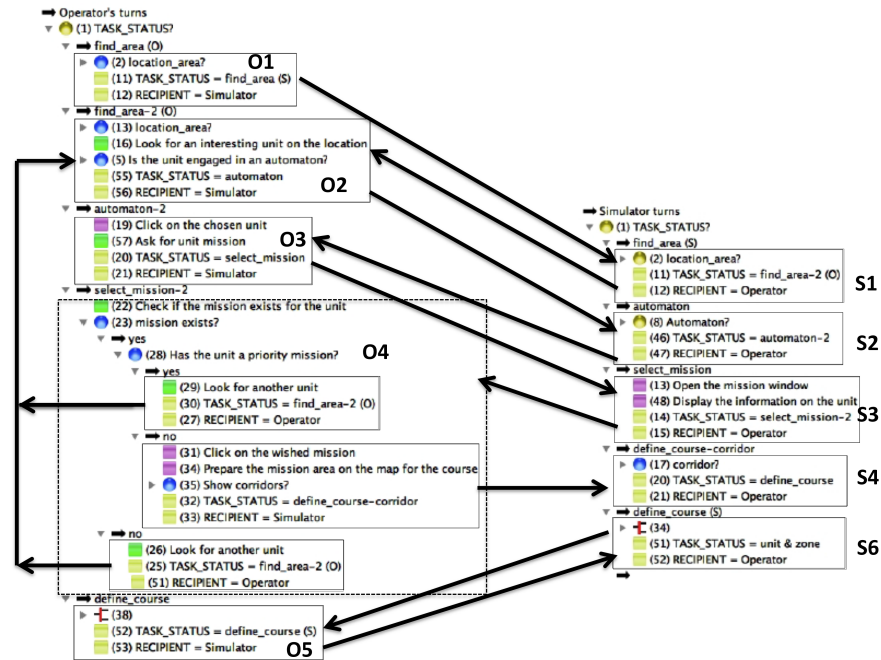 Operator's turns
(1) TASK_STATUS?
find_area (O)
(2) location_area?
O1
(11) TASK_STATUS = find_area (S)
(12) RECIPIENT = Simulator
find_area-2 (O)
(13) location_area?
(16) Look for an interesting unit on the location
(5) Is the unit engaged in an automaton?
(55) TASK_STATUS = automaton
(56) RECIPIENT = Simulator
O2
automaton-2
(19) Click on the chosen unit
(57) Ask for unit mission
O3
(20) TASK_STATUS = select_mission
(21) RECIPIENT = Simulator
select_mission-2
(22) Check if the mission exists for the unit
(23) mission exists?
yes
(28) Has the unit a priority mission?
O4
yes
(29) Look for another unit
(30) TASK_STATUS = find_area-2 (O)
(27) RECIPIENT = Operator
no
(31) Click on the wished mission
(34) Prepare the mission area on the map for the course
(35) Show corridors?
(32) TASK_STATUS = define_course-corridor
(33) RECIPIENT = Simulator
no
(26) Look for another unit
(25) TASK_STATUS = find_area-2 (O)
(51) RECIPIENT = Operator
define_course
(38)
(52) TASK_STATUS = define_course (S)
(53) RECIPIENT = Simulator
O5
Simulator turns
(1) TASK_STATUS?
find_area (S)
(2) location_area?
(11) TASK_STATUS = find_area-2 (O)
(12) RECIPIENT = Operator
S1
automaton
(8) Automaton?
(46) TASK_STATUS = automaton-2
(47) RECIPIENT = Operator
S2
select_mission
(13) Open the mission window
(48) Display the information on the unit
(14) TASK_STATUS = select_mission-2
(15) RECIPIENT = Operator
S3
define_course-corridor
(17) corridor?
(20) TASK_STATUS = define_course
(21) RECIPIENT = Operator
S4
define_course (S)
(34)
(51) TASK_STATUS = unit & zone
(52) RECIPIENT = Operator
S6